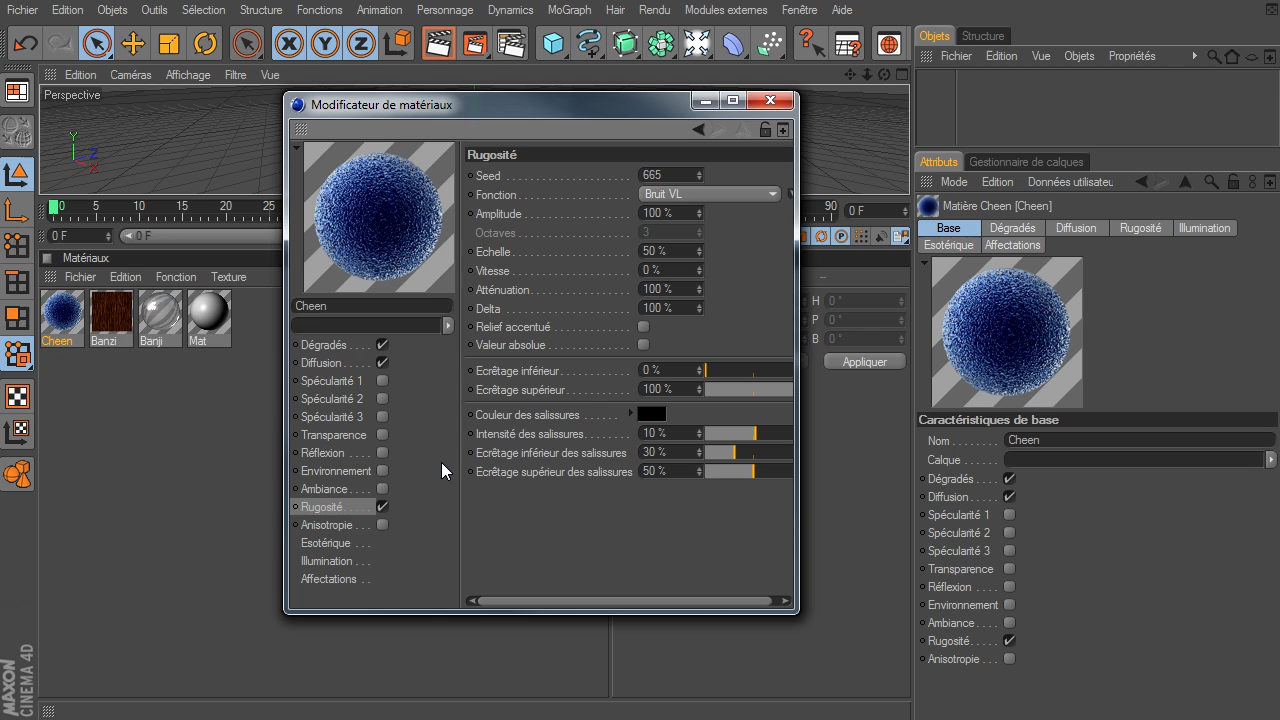 Fichier Edition Objets Outils Sélection Structure Fonctions Animation Personnage Dynamics MoGraph Hair Rendu Modules externes Fenêtre Aide
Objets Structure
Fichier Edition Vue Objets Propriétés
Edition Caméras Affichage Filtre Vue
Perspective
Y
Z
X
0 5 10 15 20 25 90 0 F
0 F 0 F
Matériaux
Fichier Edition Fonction Texture
Cheen Banzi Banji Mat
Modificateur de matériaux
Cheen
Dégradés . . . .
Diffusion . . . .
Spécularité 1
Spécularité 2
Spécularité 3
Transparence
Réflexion . . . .
Environnement
Ambiance . . . .
Rugosité . . . .
Anisotropie . . .
Esotérique . . .
Illumination . . .
Affectations . .
Rugosité
Seed 665
Fonction Bruit VL
Amplitude 100 %
Octaves 3
Echelle 50 %
Vitesse 0 %
Atténuation 100 %
Delta 100 %
Relief accentué
Valeur absolue
Ecrêtage inférieur 0 %
Ecrêtage supérieur 100 %
Couleur des salissures
Intensité des salissures 10 %
Ecrêtage inférieur des salissures 30 %
Ecrêtage supérieur des salissures 50 %
--
H 0 °
P 0 °
B 0 °
Appliquer
Attributs Gestionnaire de calques
Mode Edition Données utilisateu
Matière Cheen [Cheen]
Base Dégradés Diffusion Rugosité Illumination
Esotérique Affectations
Caractéristiques de base
Nom . . . . . . . . Cheen
Calque . . . . . .
Dégradés . . . .
Diffusion . . . .
Spécularité 1
Spécularité 2
Spécularité 3
Transparence
Réflexion . . . .
Environnement
Ambiance . . . .
Rugosité . . . .
Anisotropie . . .
MAXON
CINEMA 4D